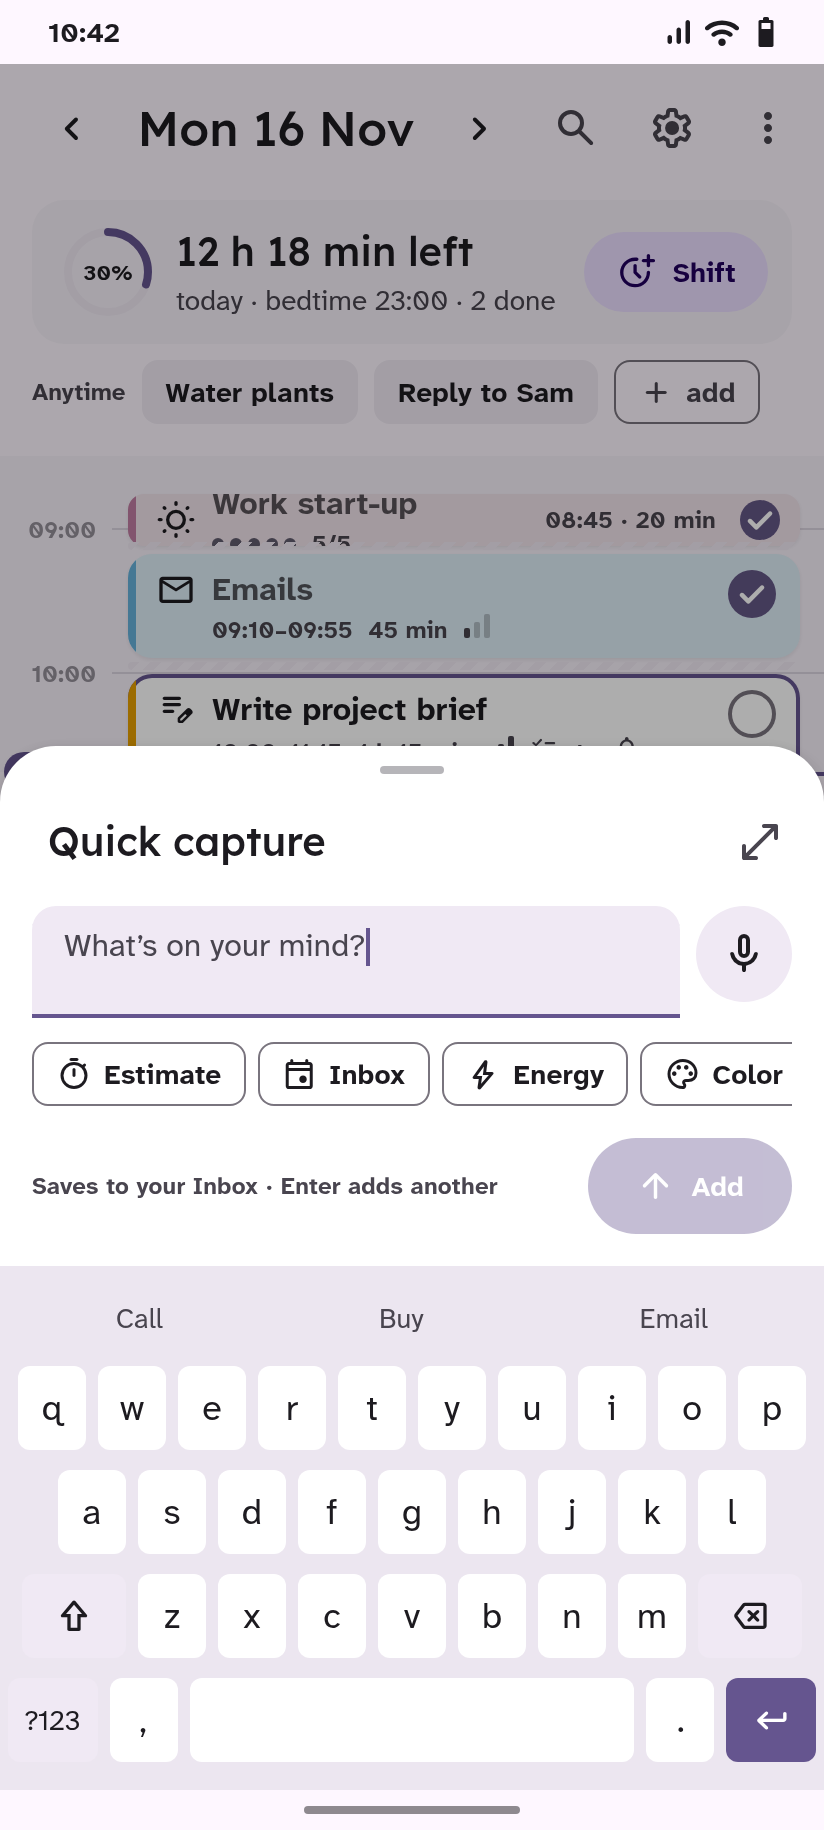 10:42
Mon 16 Nov
30%
12 h 18 min left
today · bedtime 23:00 · 2 done
Shift
Anytime
Water plants
Reply to Sam
+ add
09:00
Work start-up
5/5
08:45 · 20 min
Emails
09:10–09:55 45 min
10:00
Write project brief
Quick capture
What’s on your mind?
Estimate
Inbox
Energy
Color
Saves to your Inbox · Enter adds another
Add
Call Buy Email
q w e r t y u i o p
a s d f g h j k l
z x c v b n m
?123 , .